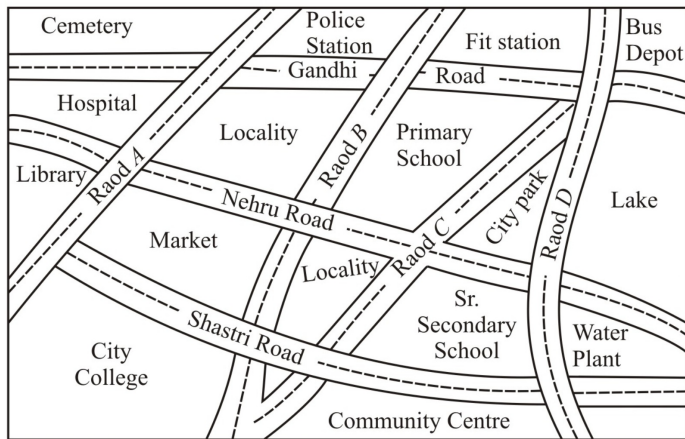 Cemetery
Police
Station
Fit station
Bus
Depot
Gandhi Road
Hospital
Locality
Raod B
Primary
School
Library
Raod A
Nehru Road
Raod C
City park
Raod D
Lake
Market
Locality
Sr.
Secondary
School
Shastri Road
Water
Plant
City
College
Community Centre